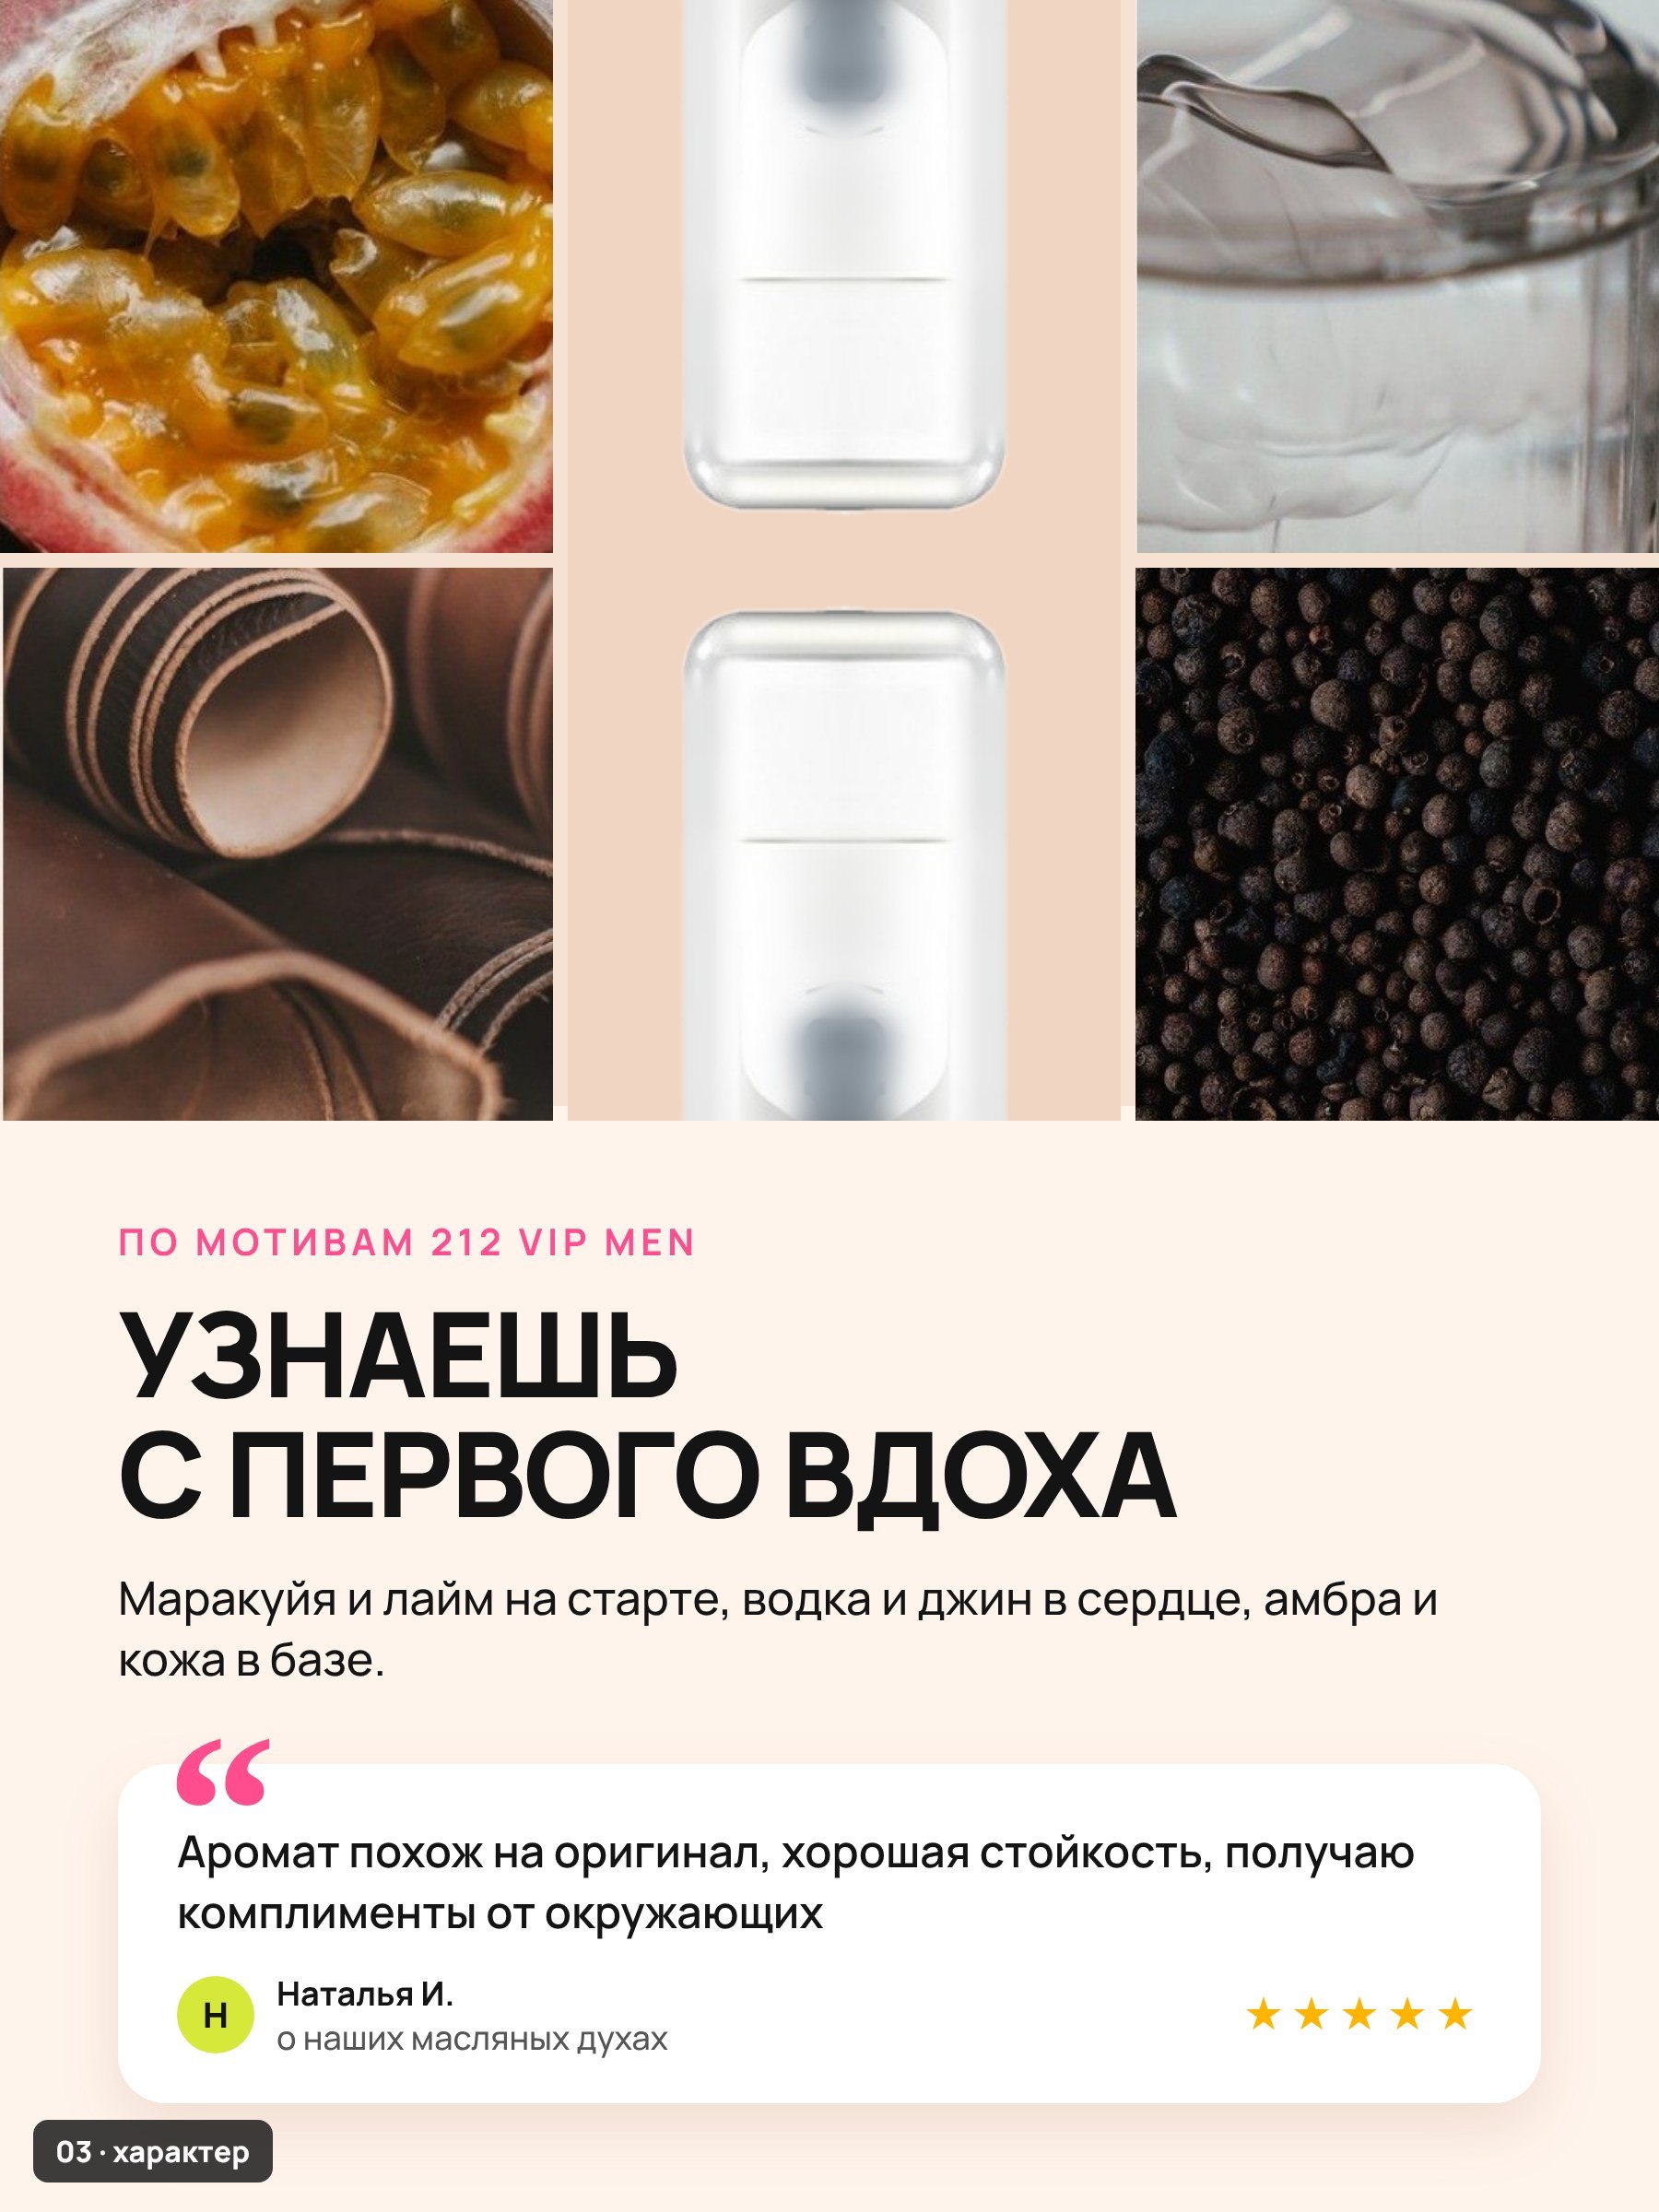 ПО МОТИВАМ 212 VIP MEN
УЗНАЕШЬ
С ПЕРВОГО ВДОХА
Маракуйя и лайм на старте, водка и джин в сердце, амбра и
кожа в базе.
“
Аромат похож на оригинал, хорошая стойкость, получаю
комплименты от окружающих
Н
Наталья И.
о наших масляных духах
★★★★★
03 · характер